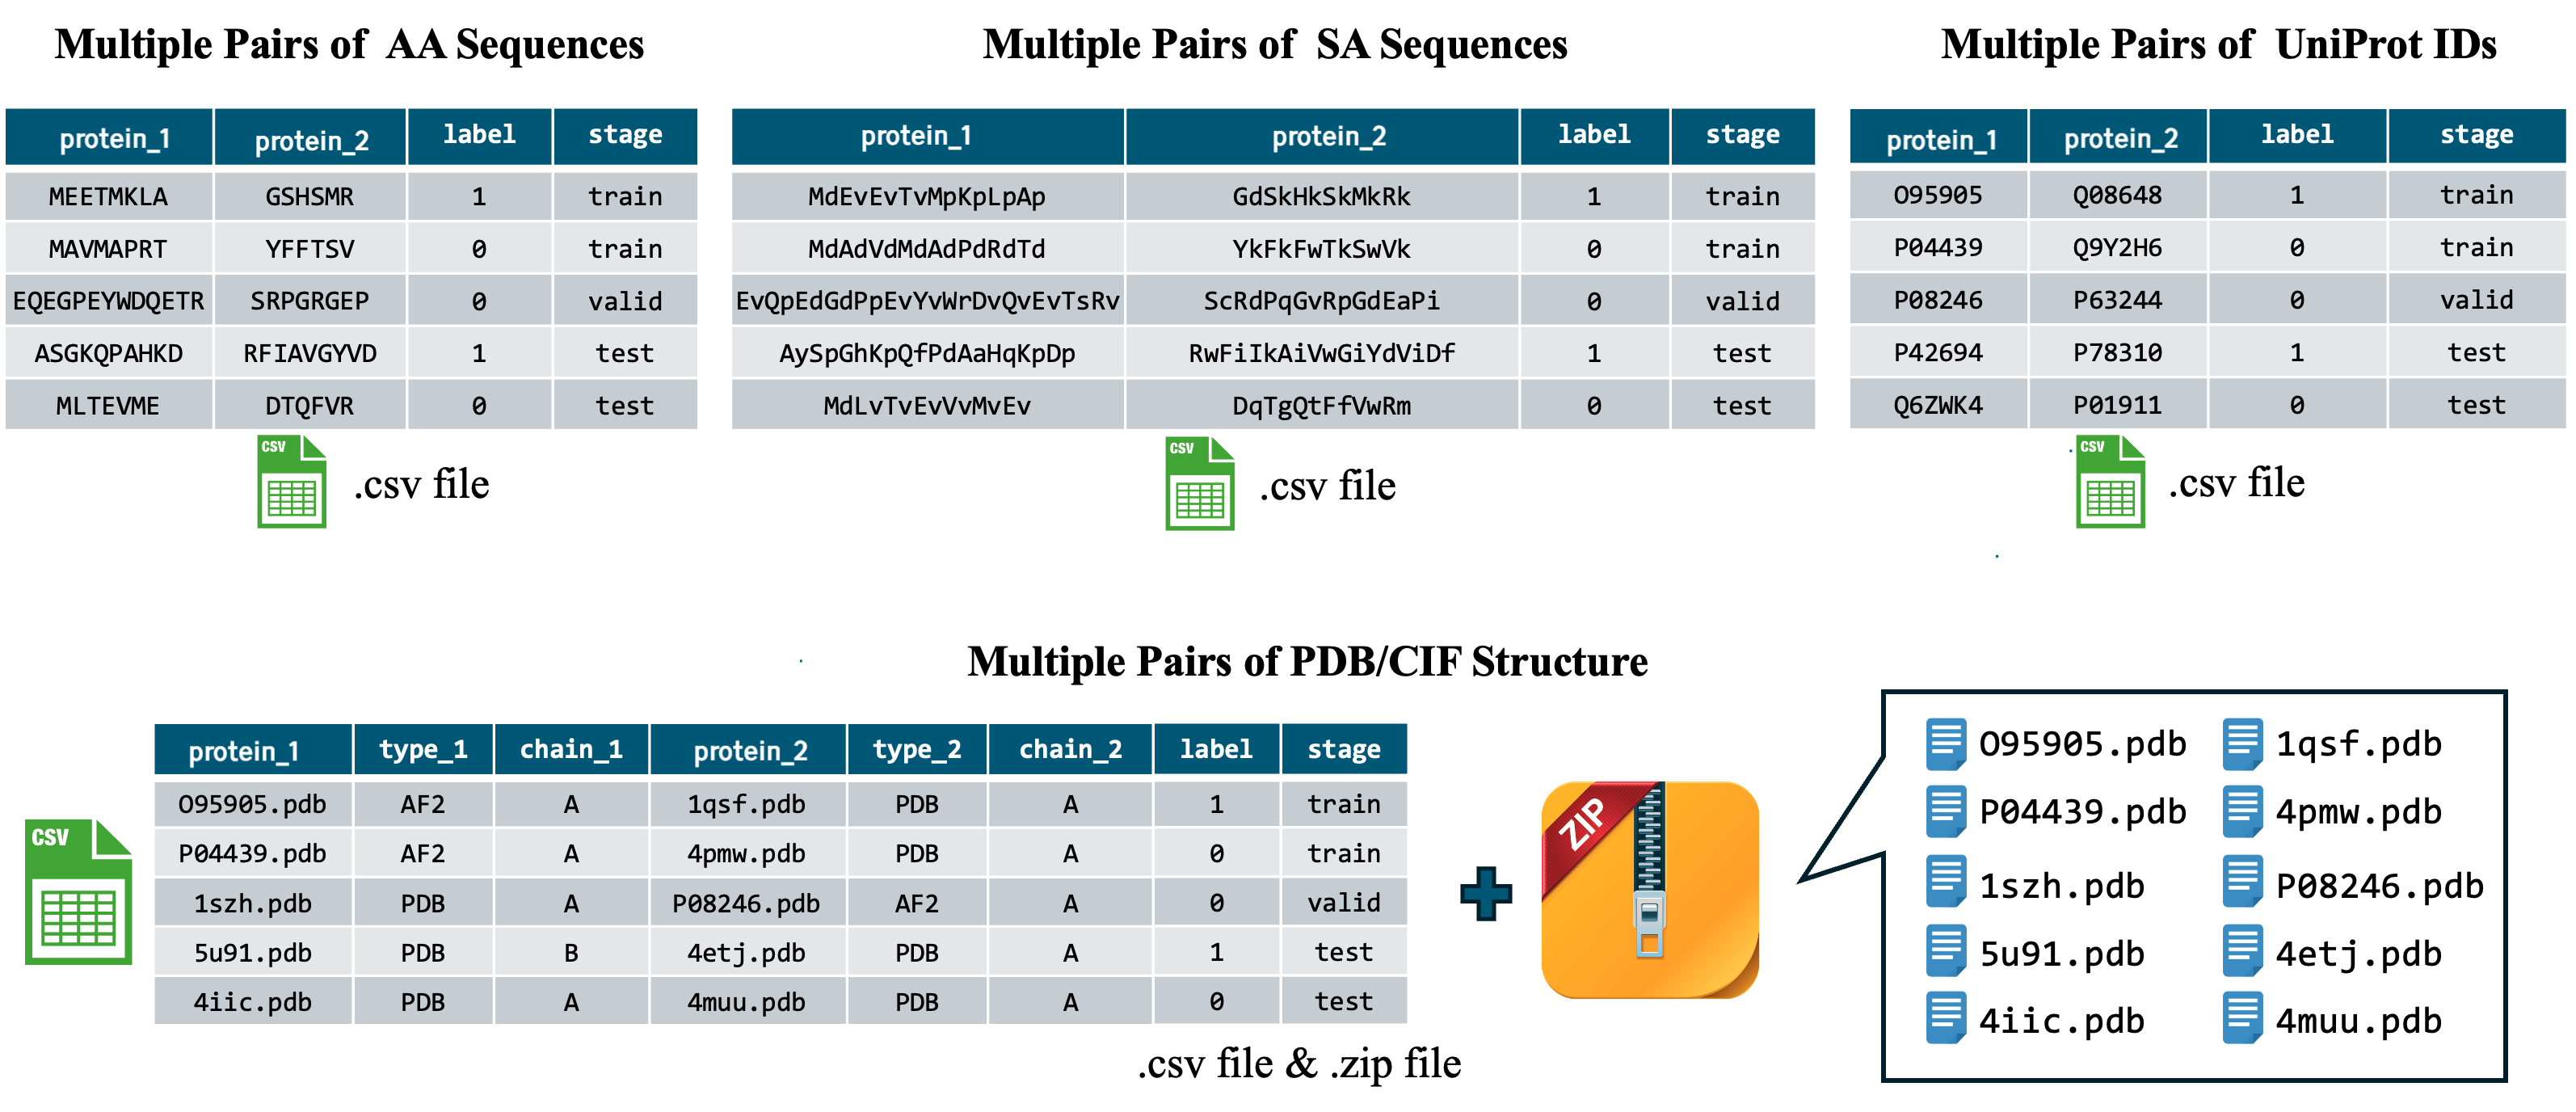 Multiple Pairs of AA Sequences
protein_1 protein_2 label stage
MEETMKLA GSHSMR 1 train
MAVMAPRT YFFTSV 0 train
EQEGPEYWDQETR SRPGRGEP 0 valid
ASGKQPAHKD RFIAVGYVD 1 test
MLTEVME DTQFVR 0 test
CSV
.csv file
Multiple Pairs of SA Sequences
protein_1 protein_2 label stage
MdEvEvTvMpKpLpAp GdSkHkSkMkRk 1 train
MdAdVdMdAdPdRdTd YkFkFwTkSwVk 0 train
EvQpEdGdPpEvYvWrDvQvEvTsRv ScRdPqGvRpGdEaPi 0 valid
AySpGhKpQfPdAaHqKpDp RwFiIkAiVwGiYdViDf 1 test
MdLvTvEvVvMvEv DqTgQtFfVwRm 0 test
CSV
.csv file
Multiple Pairs of UniProt IDs
protein_1 protein_2 label stage
O95905 Q08648 1 train
P04439 Q9Y2H6 0 train
P08246 P63244 0 valid
P42694 P78310 1 test
Q6ZWK4 P01911 0 test
CSV
.csv file
Multiple Pairs of PDB/CIF Structure
CSV
protein_1 type_1 chain_1 protein_2 type_2 chain_2 label stage
O95905.pdb AF2 A 1qsf.pdb PDB A 1 train
P04439.pdb AF2 A 4pmw.pdb PDB A 0 train
1szh.pdb PDB A P08246.pdb AF2 A 0 valid
5u91.pdb PDB B 4etj.pdb PDB A 1 test
4iic.pdb PDB A 4muu.pdb PDB A 0 test
ZIP
O95905.pdb 1qsf.pdb
P04439.pdb 4pmw.pdb
1szh.pdb P08246.pdb
5u91.pdb 4etj.pdb
4iic.pdb 4muu.pdb
.csv file & .zip file